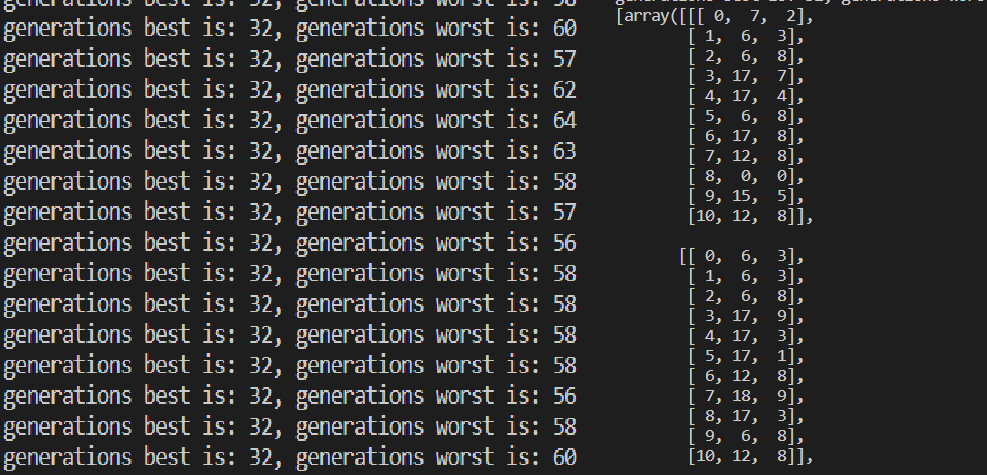 generations best is: 32, generations worst is: 58
generations best is: 32, generations worst is: 60
generations best is: 32, generations worst is: 57
generations best is: 32, generations worst is: 62
generations best is: 32, generations worst is: 64
generations best is: 32, generations worst is: 63
generations best is: 32, generations worst is: 58
generations best is: 32, generations worst is: 57
generations best is: 32, generations worst is: 56
generations best is: 32, generations worst is: 58
generations best is: 32, generations worst is: 58
generations best is: 32, generations worst is: 58
generations best is: 32, generations worst is: 58
generations best is: 32, generations worst is: 56
generations best is: 32, generations worst is: 58
generations best is: 32, generations worst is: 60
[array([[[ 0,  7,  2],
[ 1,  6,  3],
[ 2,  6,  8],
[ 3, 17,  7],
[ 4, 17,  4],
[ 5,  6,  8],
[ 6, 17,  8],
[ 7, 12,  8],
[ 8,  0,  0],
[ 9, 15,  5],
[10, 12,  8]],
[[ 0,  6,  3],
[ 1,  6,  3],
[ 2,  6,  8],
[ 3, 17,  9],
[ 4, 17,  3],
[ 5, 17,  1],
[ 6, 12,  8],
[ 7, 18,  9],
[ 8, 17,  3],
[ 9,  6,  8],
[10, 12,  8]],